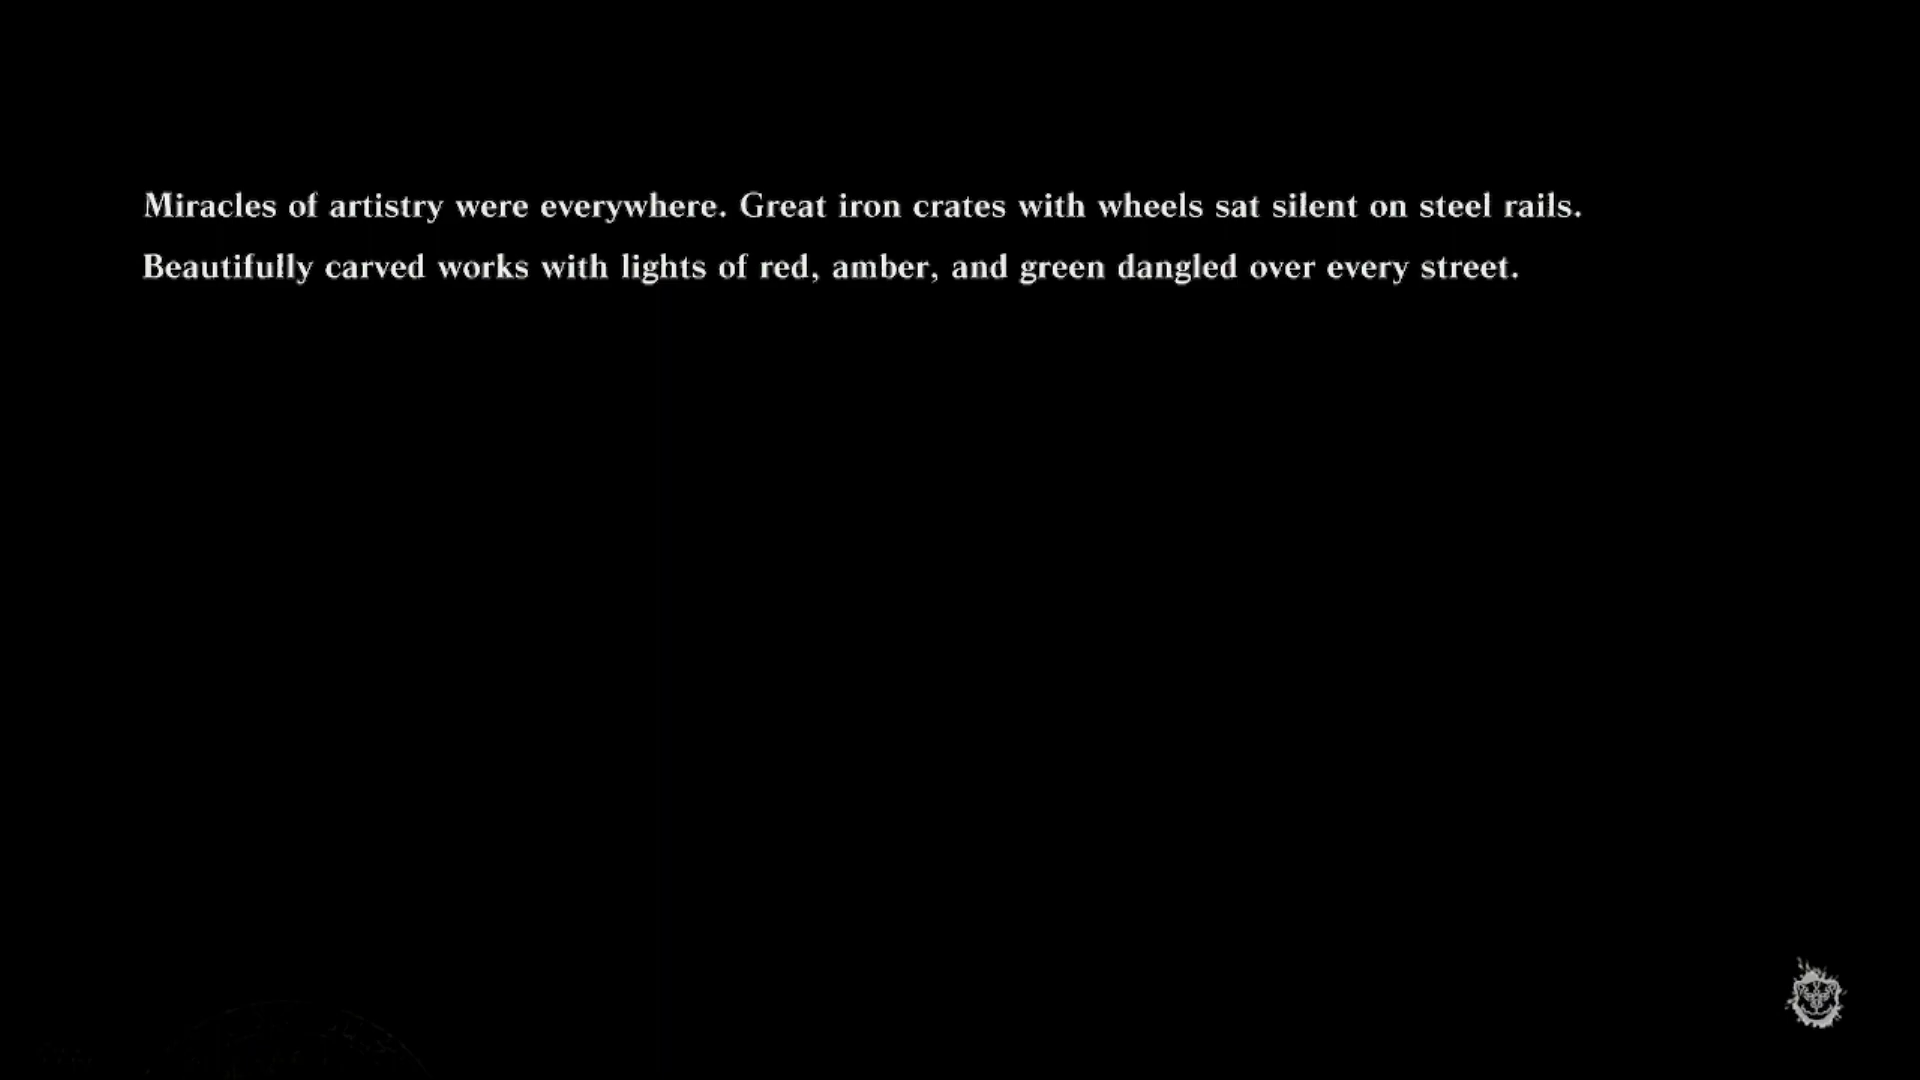 Miracles of artistry were everywhere. Great iron crates with wheels sat silent on steel rails.
Beautifully carved works with lights of red, amber, and green dangled over every street.